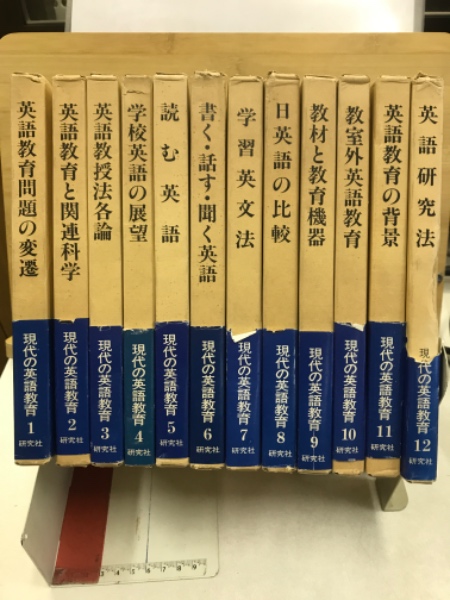 英語教育問題の変遷
現代の英語教育
1
研究社
英語教育と関連科学
現代の英語教育
2
研究社
英語教授法各論
現代の英語教育
3
研究社
学校英語の展望
現代の英語教育
4
研究社
読む英語
現代の英語教育
5
研究社
書く・話す・聞く英語
現代の英語教育
6
研究社
学習英文法
現代の英語教育
7
研究社
日英語の比較
現代の英語教育
8
研究社
教材と教育機器
現代の英語教育
9
研究社
教室外英語教育
現代の英語教育
10
研究社
英語教育の背景
現代の英語教育
11
研究社
英語研究法
現代の英語教育
12
研究社